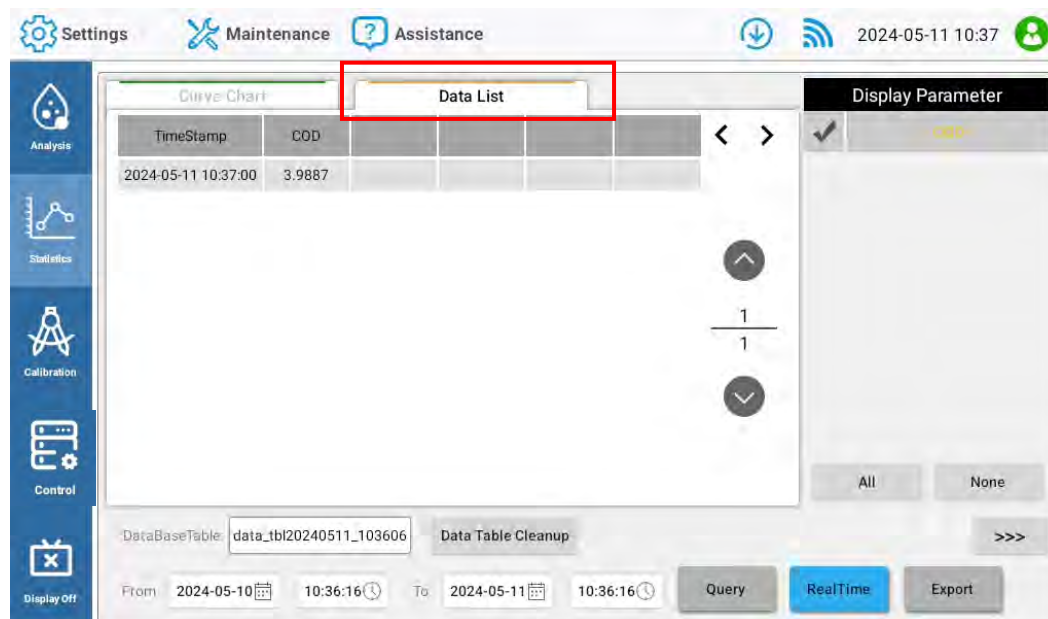 Settings Maintenance Assistance 2024-05-11 10:37
Curve Chart Data List Display Parameter
Analysis
TimeStamp COD
COD
2024-05-11 10:37:00 3.9887
Statistics
1
1
Calibration
Control
All None
DataBaseTable data_tbl20240511_103606 Data Table Cleanup >>>
Display Off
From 2024-05-10 10:36:16 To 2024-05-11 10:36:16 Query RealTime Export